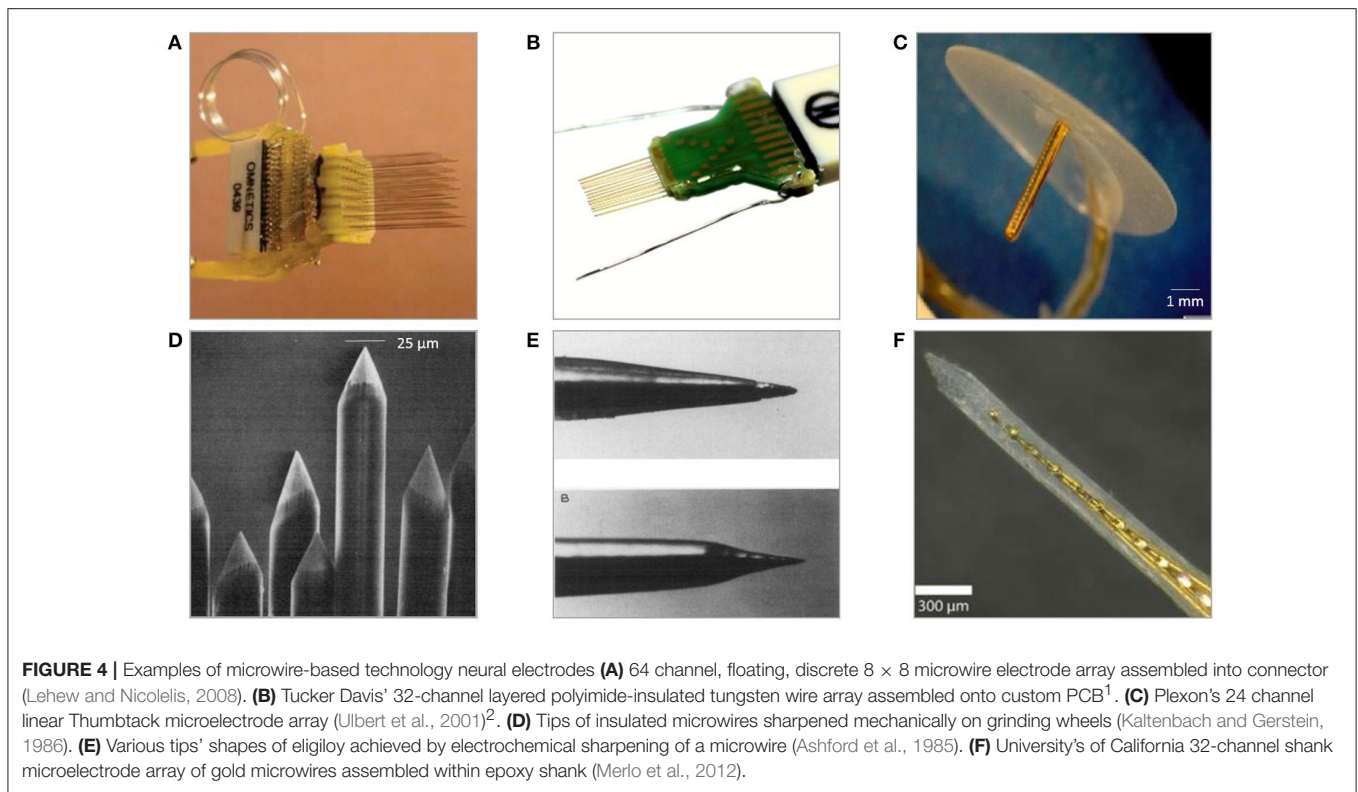 A
B
C
OMNETICS
0439
1 mm
D
E
F
25 µm
B
300 µm
FIGURE 4 | Examples of microwire-based technology neural electrodes (A) 64 channel, floating, discrete 8 × 8 microwire electrode array assembled into connector
(Lehew and Nicolelis, 2008). (B) Tucker Davis' 32-channel layered polyimide-insulated tungsten wire array assembled onto custom PCB¹. (C) Plexon's 24 channel
linear Thumbtack microelectrode array (Ulbert et al., 2001)². (D) Tips of insulated microwires sharpened mechanically on grinding wheels (Kaltenbach and Gerstein,
1986). (E) Various tips' shapes of eligiloy achieved by electrochemical sharpening of a microwire (Ashford et al., 1985). (F) University's of California 32-channel shank
microelectrode array of gold microwires assembled within epoxy shank (Merlo et al., 2012).